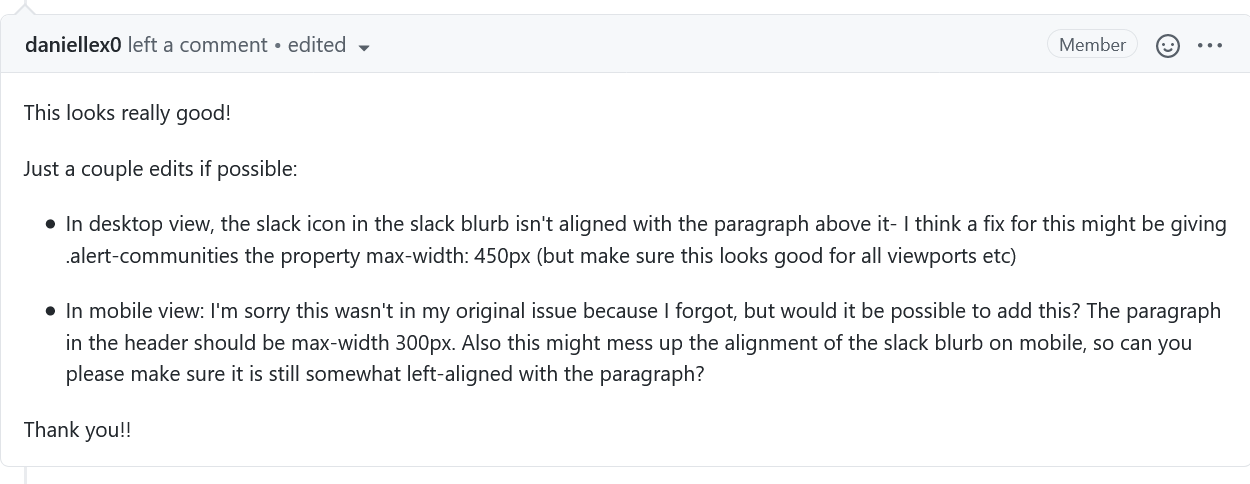 daniellex0 left a comment • edited
Member
This looks really good!
Just a couple edits if possible:
In desktop view, the slack icon in the slack blurb isn't aligned with the paragraph above it- I think a fix for this might be giving
.alert-communities the property max-width: 450px (but make sure this looks good for all viewports etc)
In mobile view: I'm sorry this wasn't in my original issue because I forgot, but would it be possible to add this? The paragraph
in the header should be max-width 300px. Also this might mess up the alignment of the slack blurb on mobile, so can you
please make sure it is still somewhat left-aligned with the paragraph?
Thank you!!